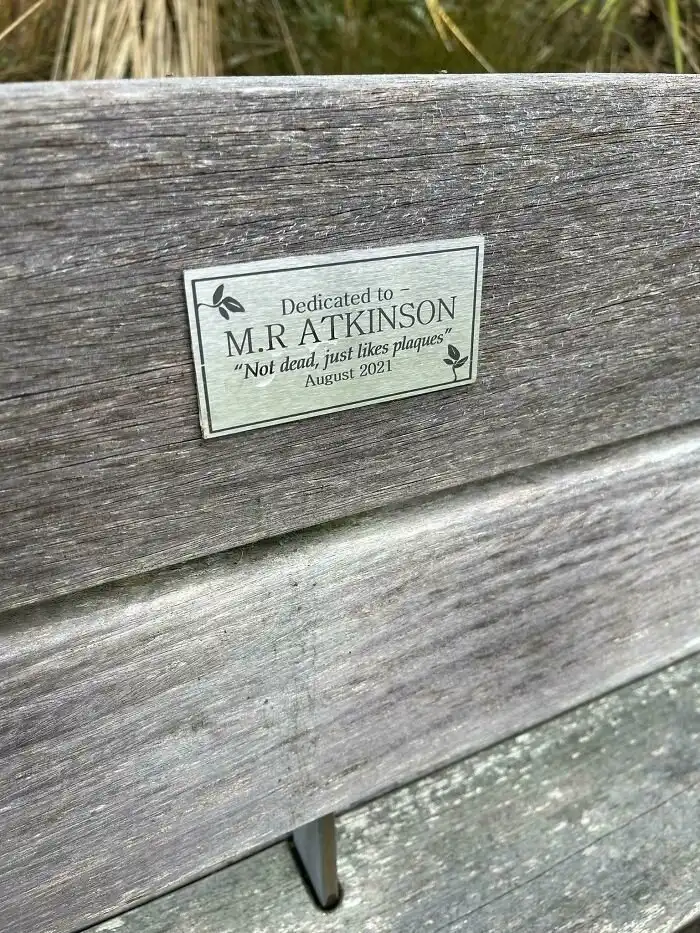 Dedicated to –
M.R ATKINSON
“Not dead, just likes plaques”
August 2021